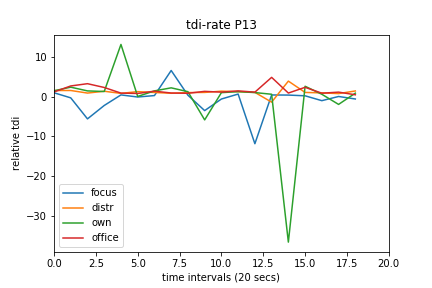 tdi-rate P13
relative tdi
10
0
−10
−20
−30
focus
distr
own
office
0.0 2.5 5.0 7.5 10.0 12.5 15.0 17.5 20.0
time intervals (20 secs)